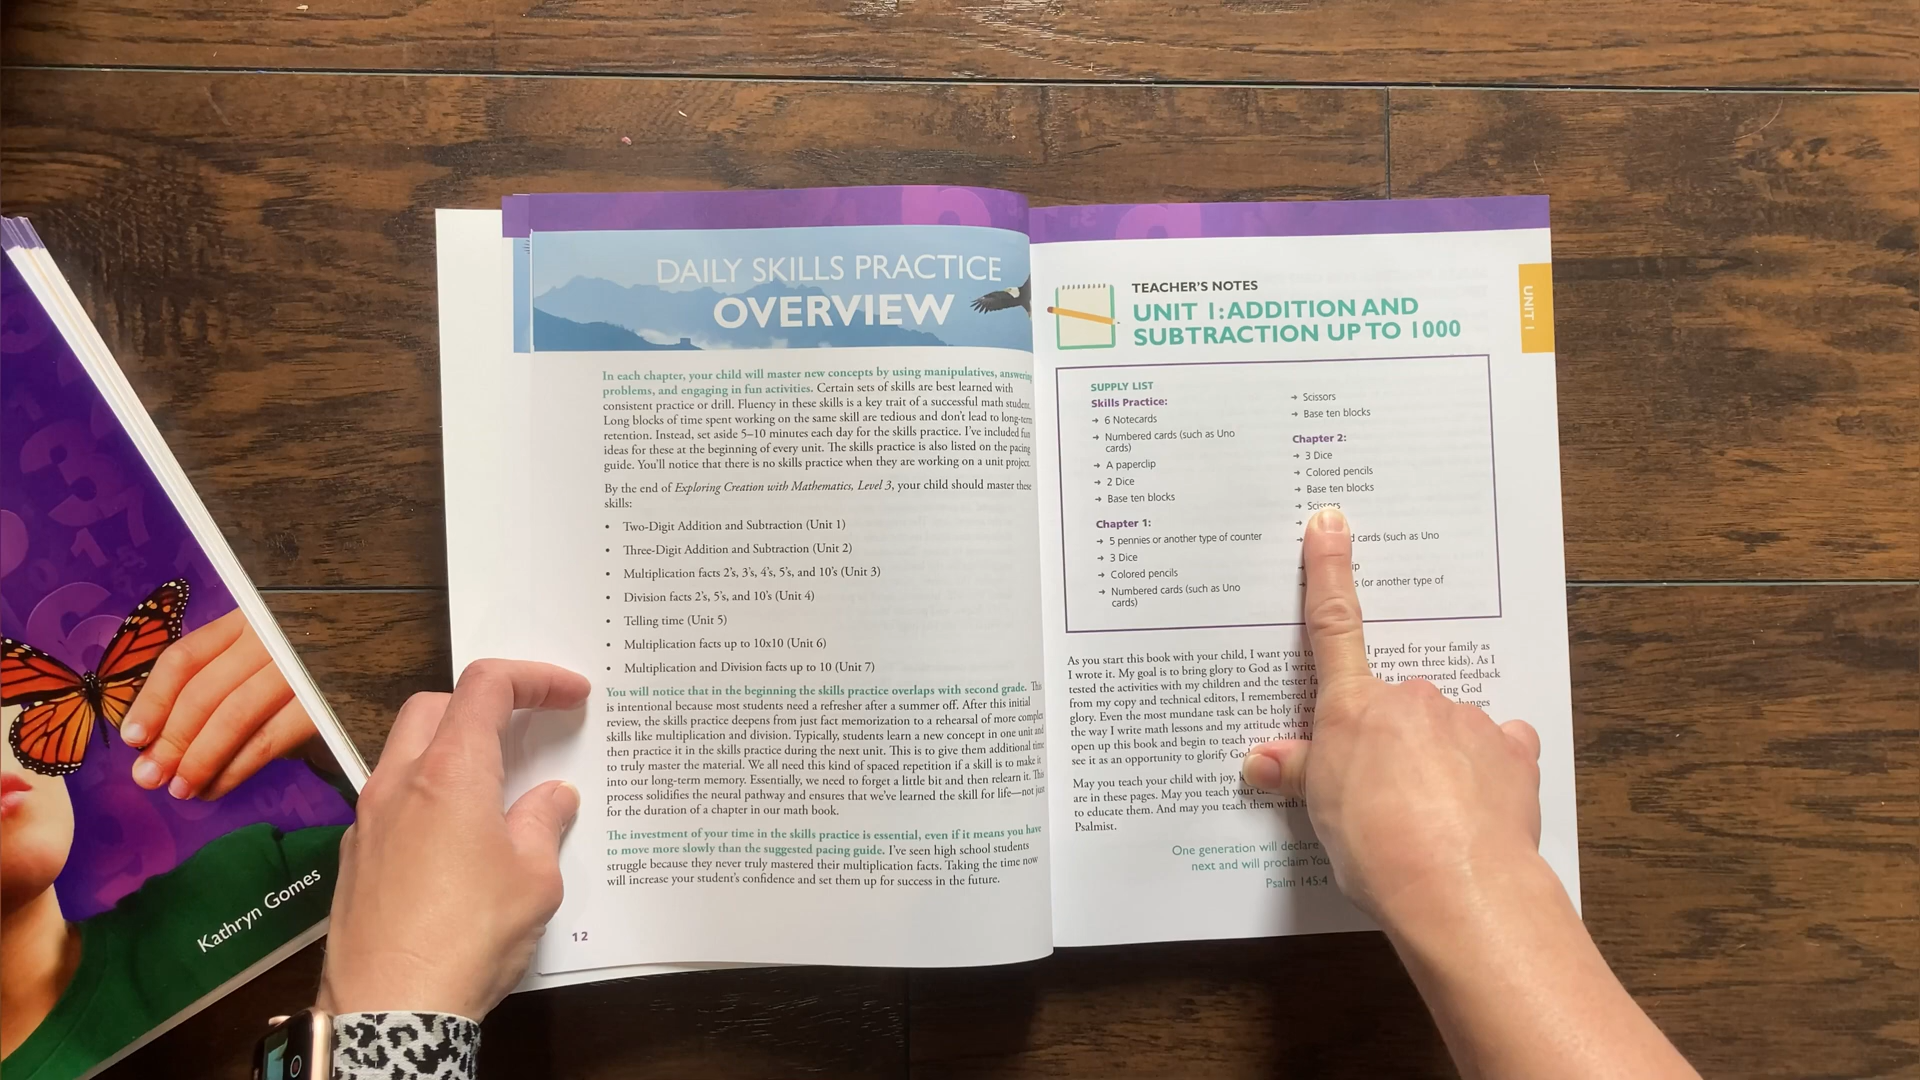 DAILY SKILLS PRACTICE
OVERVIEW
In each chapter, your child will master new concepts by using manipulatives, answering
problems, and engaging in fun activities. Certain sets of skills are best learned with
consistent practice or drill. Fluency in these skills is a key trait of a successful math student.
Long blocks of time spent working on the same skill are tedious and don't lead to long-term
retention. Instead, set aside 5–10 minutes each day for the skills practice. I've included fun
ideas for these at the beginning of every unit. The skills practice is also listed on the pacing
guide. You'll notice that there is no skills practice when they are working on a unit project.
By the end of Exploring Creation with Mathematics, Level 3, your child should master these
skills:
• Two-Digit Addition and Subtraction (Unit 1)
• Three-Digit Addition and Subtraction (Unit 2)
• Multiplication facts 2's, 3's, 4's, 5's, and 10's (Unit 3)
• Division facts 2's, 5's, and 10's (Unit 4)
• Telling time (Unit 5)
• Multiplication facts up to 10x10 (Unit 6)
• Multiplication and Division facts up to 10 (Unit 7)
You will notice that in the beginning the skills practice overlaps with second grade. This
is intentional because most students need a refresher after a summer off. After this initial
review, the skills practice deepens from just fact memorization to a rehearsal of more complex
skills like multiplication and division. Typically, students learn a new concept in one unit and
then practice it in the skills practice during the next unit. This is to give them additional time
to truly master the material. We all need this kind of spaced repetition if a skill is to make it
into our long-term memory. Essentially, we need to forget a little bit and then relearn it. This
process solidifies the neural pathway and ensures that we've learned the skill for life—not just
for the duration of a chapter in our math book.
The investment of your time in the skills practice is essential, even if it means you have
to move more slowly than the suggested pacing guide. I've seen high school students
struggle because they never truly mastered their multiplication facts. Taking the time now
will increase your student's confidence and set them up for success in the future.
12
TEACHER'S NOTES
UNIT 1: ADDITION AND
SUBTRACTION UP TO 1000
UNIT 1
SUPPLY LIST
Skills Practice:
→ 6 Notecards
→ Numbered cards (such as Uno
cards)
→ A paperclip
→ 2 Dice
→ Base ten blocks
Chapter 1:
→ 5 pennies or another type of counter
→ 3 Dice
→ Colored pencils
→ Numbered cards (such as Uno
cards)
→ Scissors
→ Base ten blocks
Chapter 2:
→ 3 Dice
→ Colored pencils
→ Base ten blocks
→ Scissors
→
→ cards (such as Uno
(or another type of
As you start this book with your child, I want you to I prayed for your family as
I wrote it. My goal is to bring glory to God as I write my own three kids). As I
tested the activities with my children and the tester as incorporated feedback
from my copy and technical editors, I remembered God
glory. Even the most mundane task can be holy if
the way I write math lessons and my attitude when
open up this book and begin to teach your child
see it as an opportunity to glorify
May you teach your child with joy,
are in these pages. May you teach your
to educate them. And may you teach them with
Psalmist.
One generation will declare
next and will proclaim You
Psalm 145:4
Kathryn Gomes